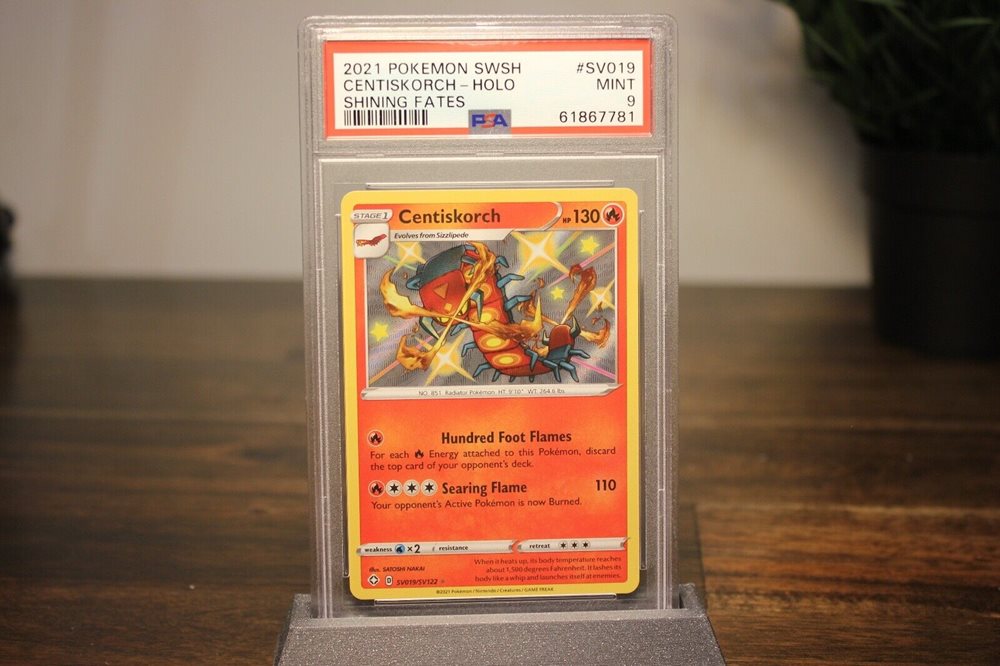 2021 POKEMON SWSH #SV019
CENTISKORCH - HOLO MINT
SHINING FATES 9
PSA 61867781
STAGE 1 Centiskorch HP 130
Evolves from Sizzlipede
NO. 851 Radiator Pokémon HT: 9'10" WT: 264.6 lbs
Hundred Foot Flames
For each Energy attached to this Pokémon, discard
the top card of your opponent's deck.
Searing Flame 110
Your opponent's Active Pokémon is now Burned.
weakness ×2 resistance retreat
Illus. SATOSHI NAKAI
When it heats up, its body temperature reaches
about 1,500 degrees Fahrenheit. It lashes its
body like a whip and launches itself at enemies.
D SV019/SV122
©2021 Pokémon / Nintendo / Creatures / GAME FREAK